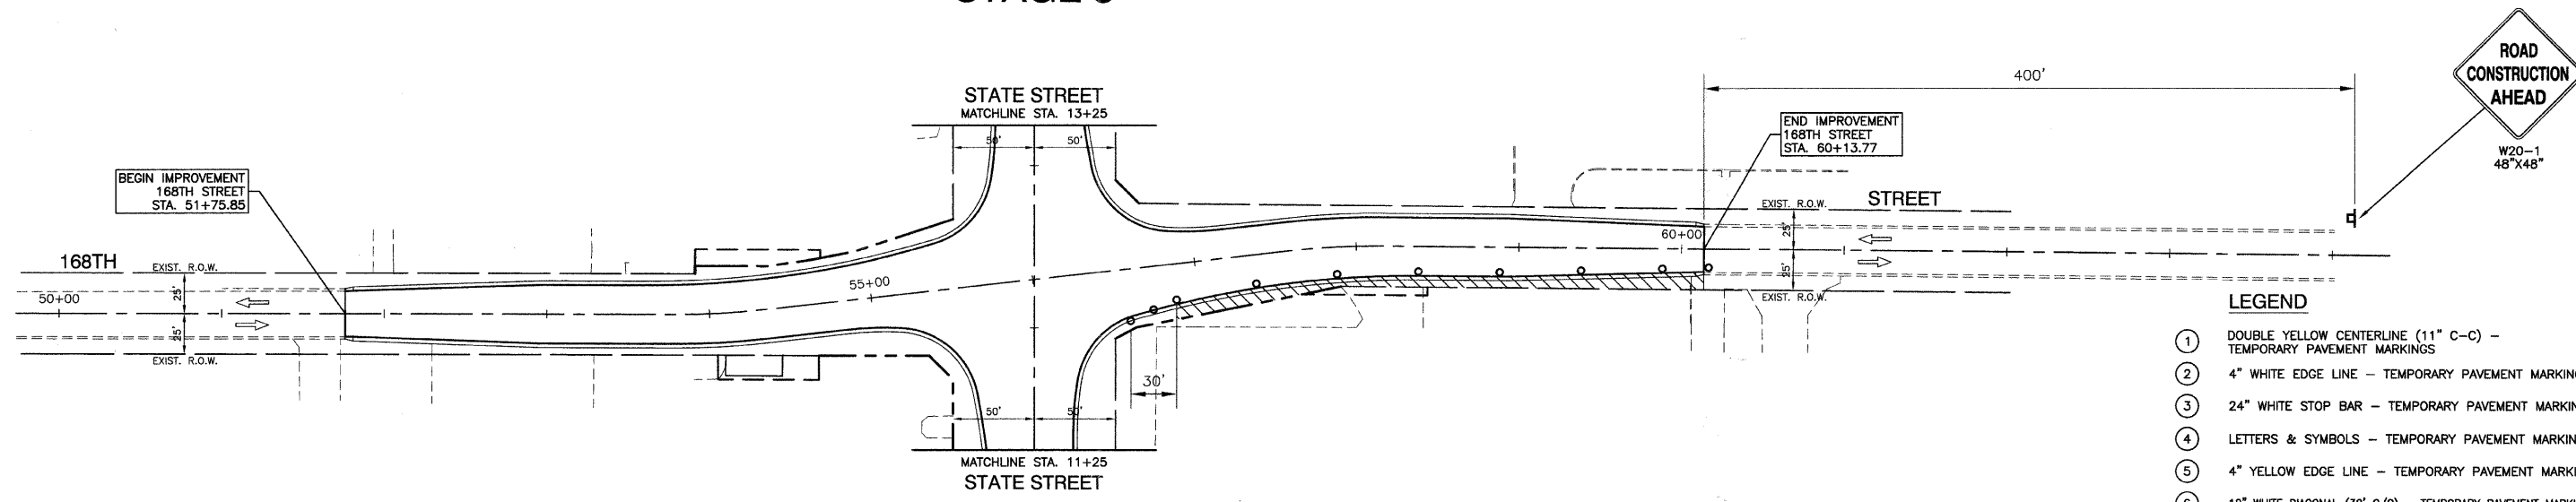 STATE STREET
MATCHLINE STA. 13+25
50' 50'
400'
ROAD
CONSTRUCTION
AHEAD
W20-1
48"X48"
END IMPROVEMENT
168TH STREET
STA. 60+13.77
BEGIN IMPROVEMENT
168TH STREET
STA. 51+75.85
EXIST. R.O.W.
STREET
60+00
25'
25'
EXIST. R.O.W.
168TH
EXIST. R.O.W.
50+00
25'
25'
EXIST. R.O.W.
55+00
30'
50' 50'
MATCHLINE STA. 11+25
STATE STREET
LEGEND
1 DOUBLE YELLOW CENTERLINE (11" C-C) –
TEMPORARY PAVEMENT MARKINGS
2 4" WHITE EDGE LINE – TEMPORARY PAVEMENT
3 24" WHITE STOP BAR – TEMPORARY PAVEMENT
4 LETTERS & SYMBOLS – TEMPORARY PAVEMENT
5 4" YELLOW EDGE LINE – TEMPORARY PAVEMENT